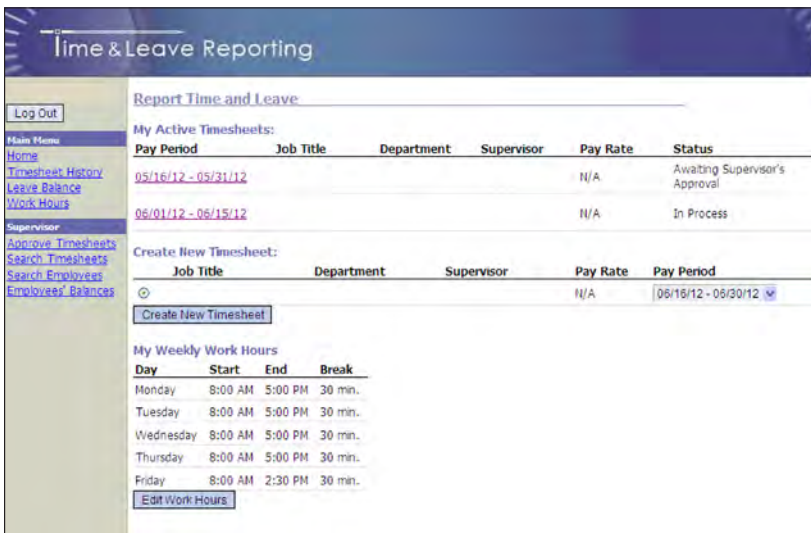 Time & Leave Reporting
Log Out
Main Menu
Home
Timesheet History
Leave Balance
Work Hours
Supervisor
Approve Timesheets
Search Timesheets
Search Employees
Employees' Balances
Report Time and Leave
My Active Timesheets:
Pay Period Job Title Department Supervisor Pay Rate Status
05/16/12 - 05/31/12 N/A Awaiting Supervisor's
Approval
06/01/12 - 06/15/12 N/A In Process
Create New Timesheet:
Job Title Department Supervisor Pay Rate Pay Period
N/A 06/16/12 - 06/30/12
Create New Timesheet
My Weekly Work Hours
Day Start End Break
Monday 8:00 AM 5:00 PM 30 min.
Tuesday 8:00 AM 5:00 PM 30 min.
Wednesday 8:00 AM 5:00 PM 30 min.
Thursday 8:00 AM 5:00 PM 30 min.
Friday 8:00 AM 2:30 PM 30 min.
Edit Work Hours